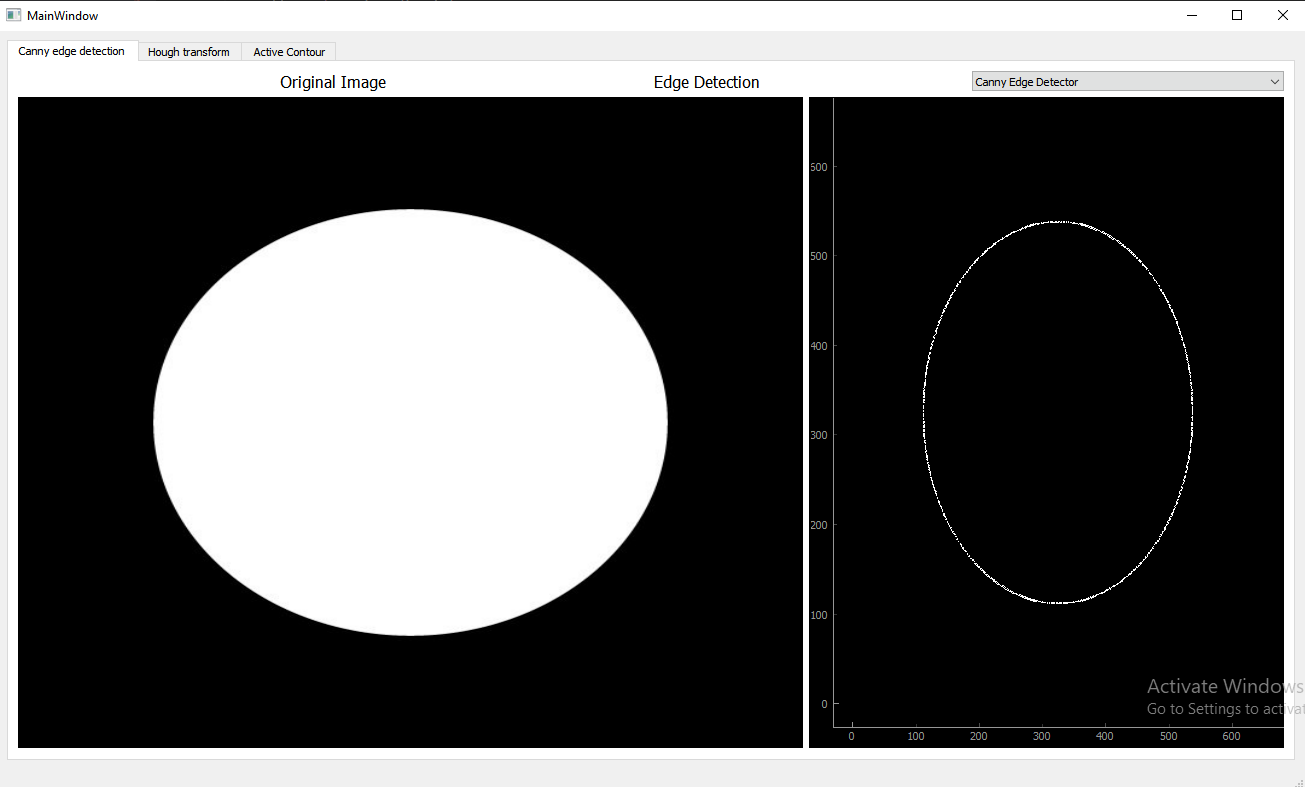 MainWindow
Canny edge detection
Hough transform
Active Contour
Original Image
Edge Detection
Canny Edge Detector
600
500
400
300
200
100
0
0 100 200 300 400 500 600
Activate Windows
Go to Settings to activat